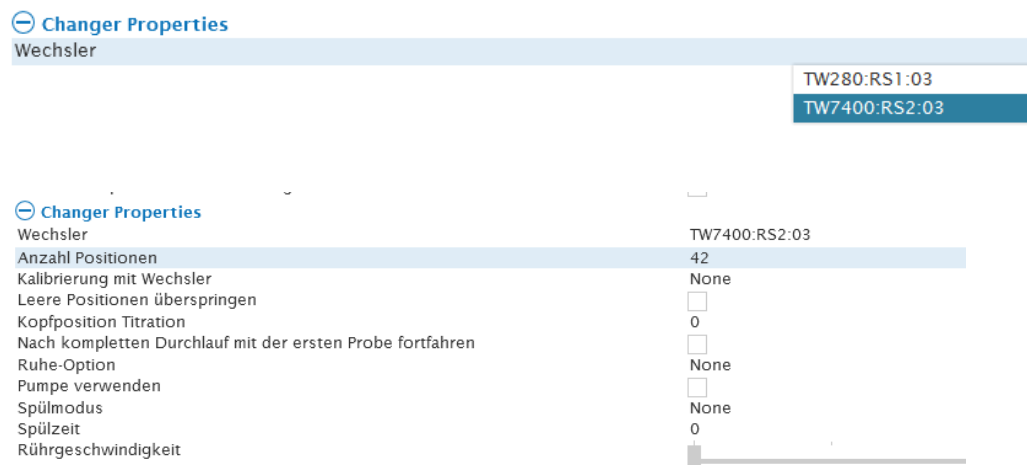 Changer Properties
Wechsler
TW280:RS1:03
TW7400:RS2:03
Changer Properties
Wechsler TW7400:RS2:03
Anzahl Positionen 42
Kalibrierung mit Wechsler None
Leere Positionen überspringen
Kopfposition Titration 0
Nach kompletten Durchlauf mit der ersten Probe fortfahren
Ruhe-Option None
Pumpe verwenden
Spülmodus None
Spülzeit 0
Rührgeschwindigkeit